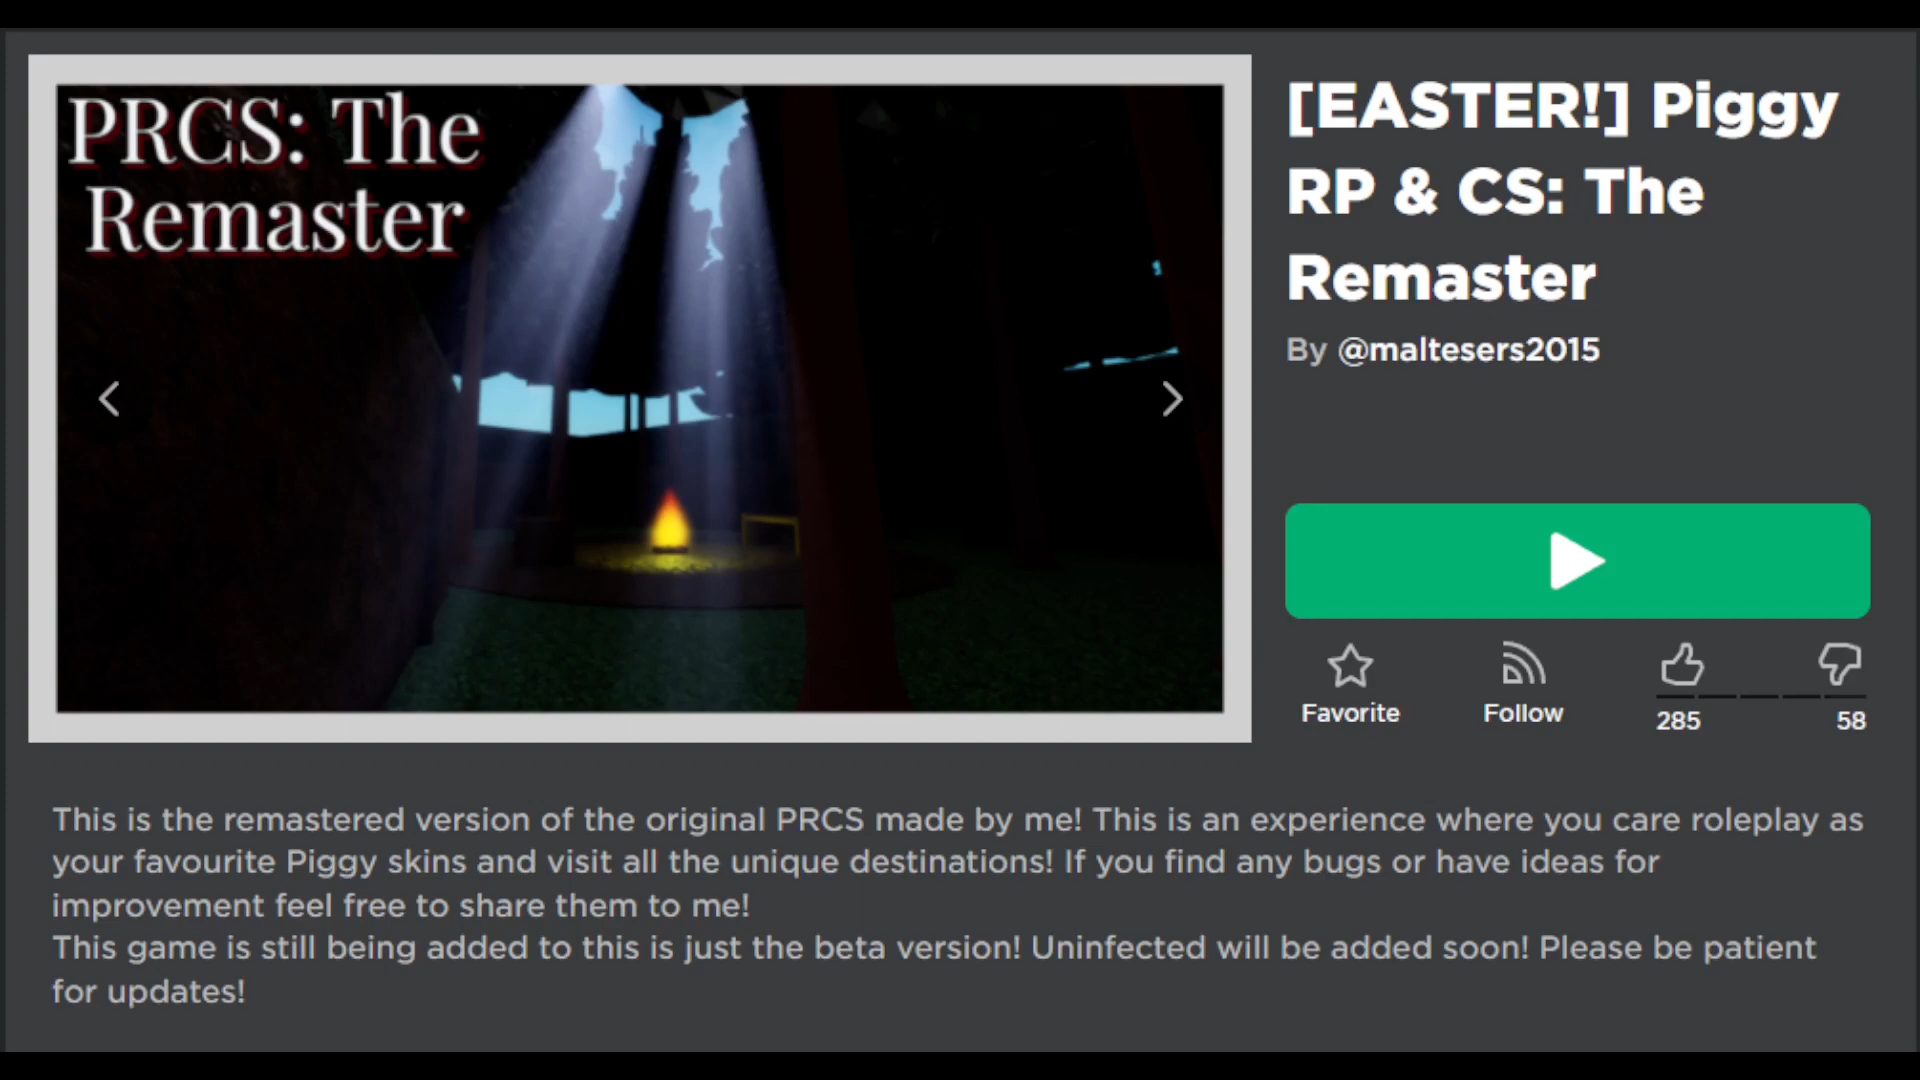 PRCS: The
Remaster
[EASTER!] Piggy
RP & CS: The
Remaster
By @maltesers2015
Favorite
Follow
285
58
This is the remastered version of the original PRCS made by me! This is an experience where you care roleplay as
your favourite Piggy skins and visit all the unique destinations! If you find any bugs or have ideas for
improvement feel free to share them to me!
This game is still being added to this is just the beta version! Uninfected will be added soon! Please be patient
for updates!